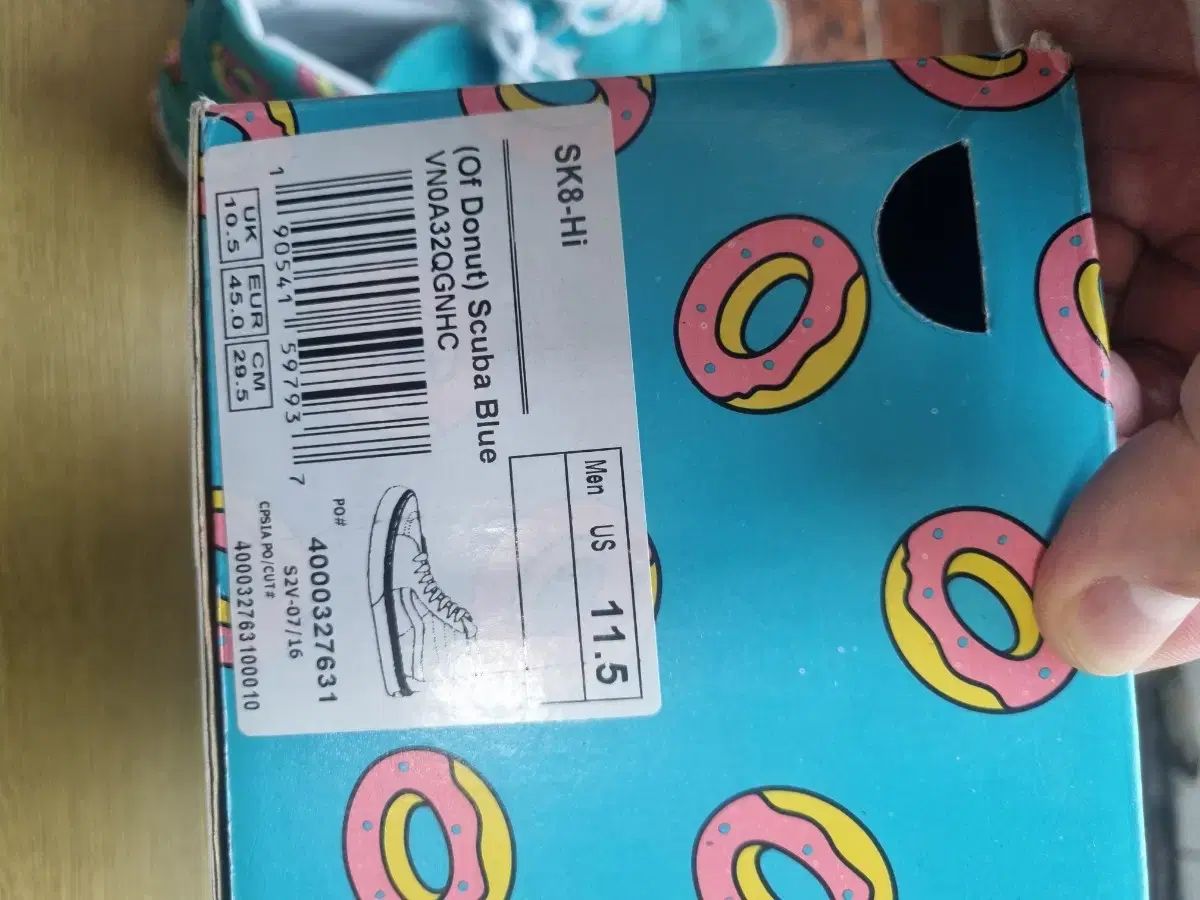 SK8-Hi
Men US 11.5
(Of Donut) Scuba Blue
VN0A32QGNHC
1 90541 59793 7
UK EUR CM
10.5 45.0 29.5
PO# 4000327631
S2V-07/16
CPSIA PO/CUT#
400032763100010